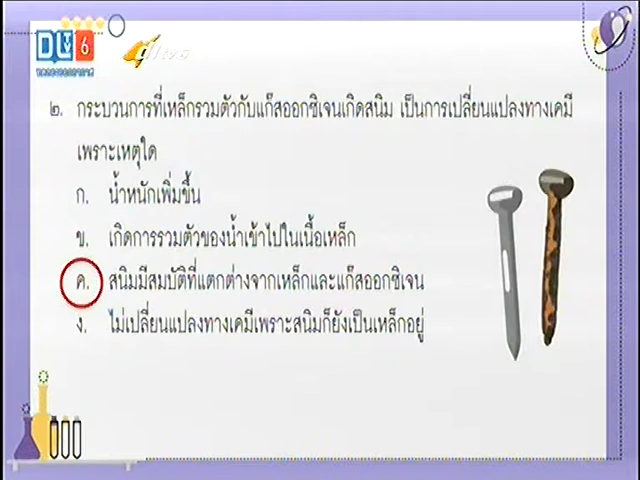 DLTV 6
๒. กระบวนการที่เหล็กรวมตัวกับแก๊สออกซิเจนเกิดสนิม เป็นการเปลี่ยนแปลงทางเคมี
เพราะเหตุใด
ก. น้ำหนักเพิ่มขึ้น
ข. เกิดการรวมตัวของน้ำเข้าไปในเนื้อเหล็ก
ค. สนิมมีสมบัติที่แตกต่างจากเหล็กและแก๊สออกซิเจน
ง. ไม่เปลี่ยนแปลงทางเคมีเพราะสนิมก็ยังเป็นเหล็กอยู่